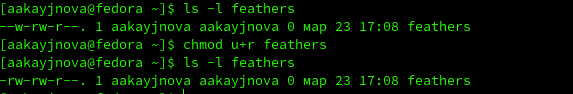 [aakayjnova@fedora ~]$ ls -l feathers
--w-rw-r--. 1 aakayjnova aakayjnova 0 мар 23 17:08 feathers
[aakayjnova@fedora ~]$ chmod u+r feathers
[aakayjnova@fedora ~]$ ls -l feathers
-rw-rw-r--. 1 aakayjnova aakayjnova 0 мар 23 17:08 feathers